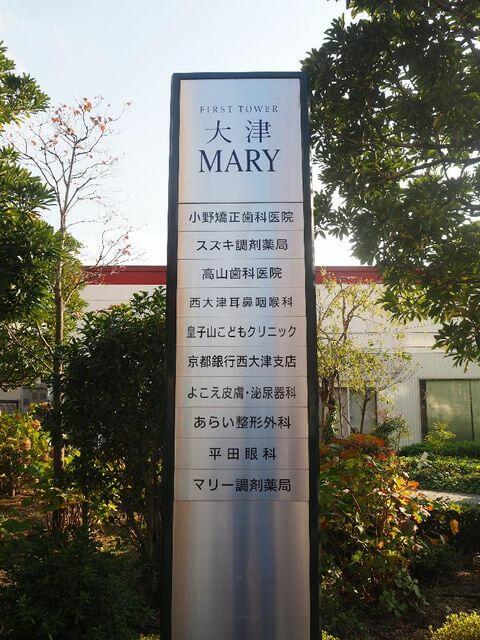 FIRST TOWER
大津
MARY
小野矯正歯科医院
スズキ調剤薬局
高山歯科医院
西大津耳鼻咽喉科
皇子山こどもクリニック
京都銀行西大津支店
よこえ皮膚・泌尿器科
あらい整形外科
平田眼科
マリー調剤薬局